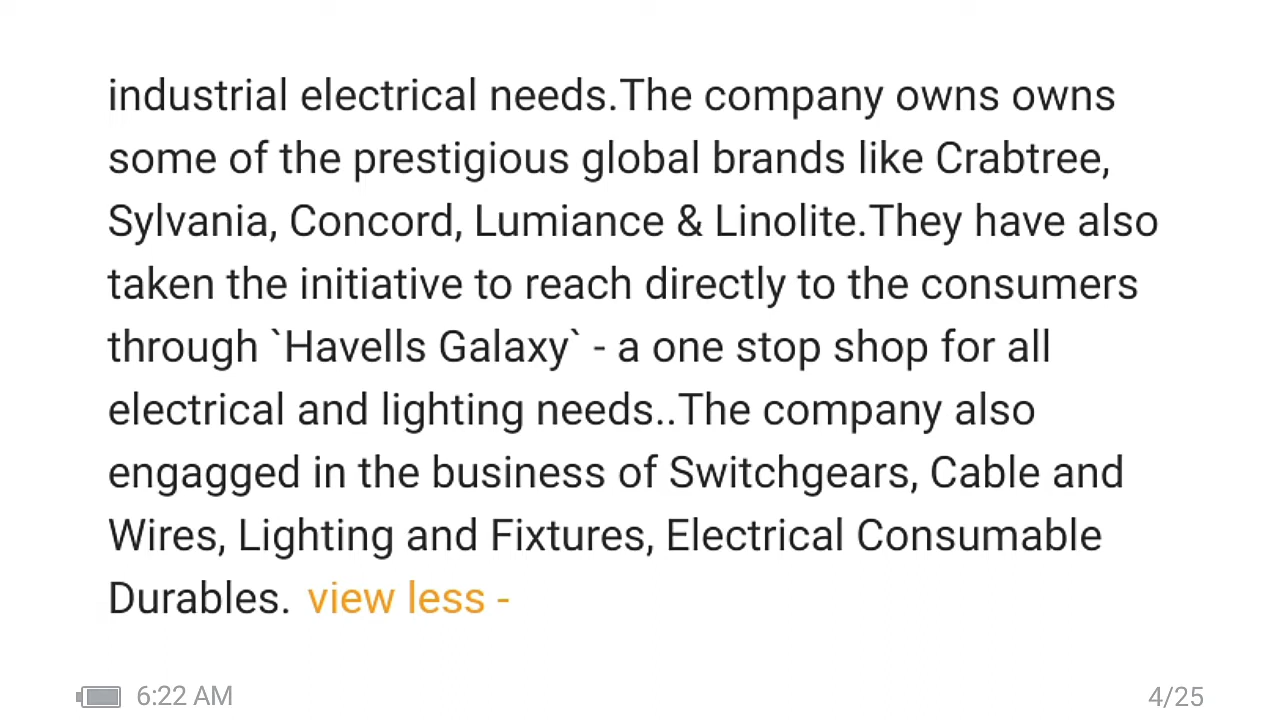 industrial electrical needs.The company owns owns
some of the prestigious global brands like Crabtree,
Sylvania, Concord, Lumiance & Linolite.They have also
taken the initiative to reach directly to the consumers
through `Havells Galaxy` - a one stop shop for all
electrical and lighting needs..The company also
engagged in the business of Switchgears, Cable and
Wires, Lighting and Fixtures, Electrical Consumable
Durables. view less -
6:22 AM
4/25